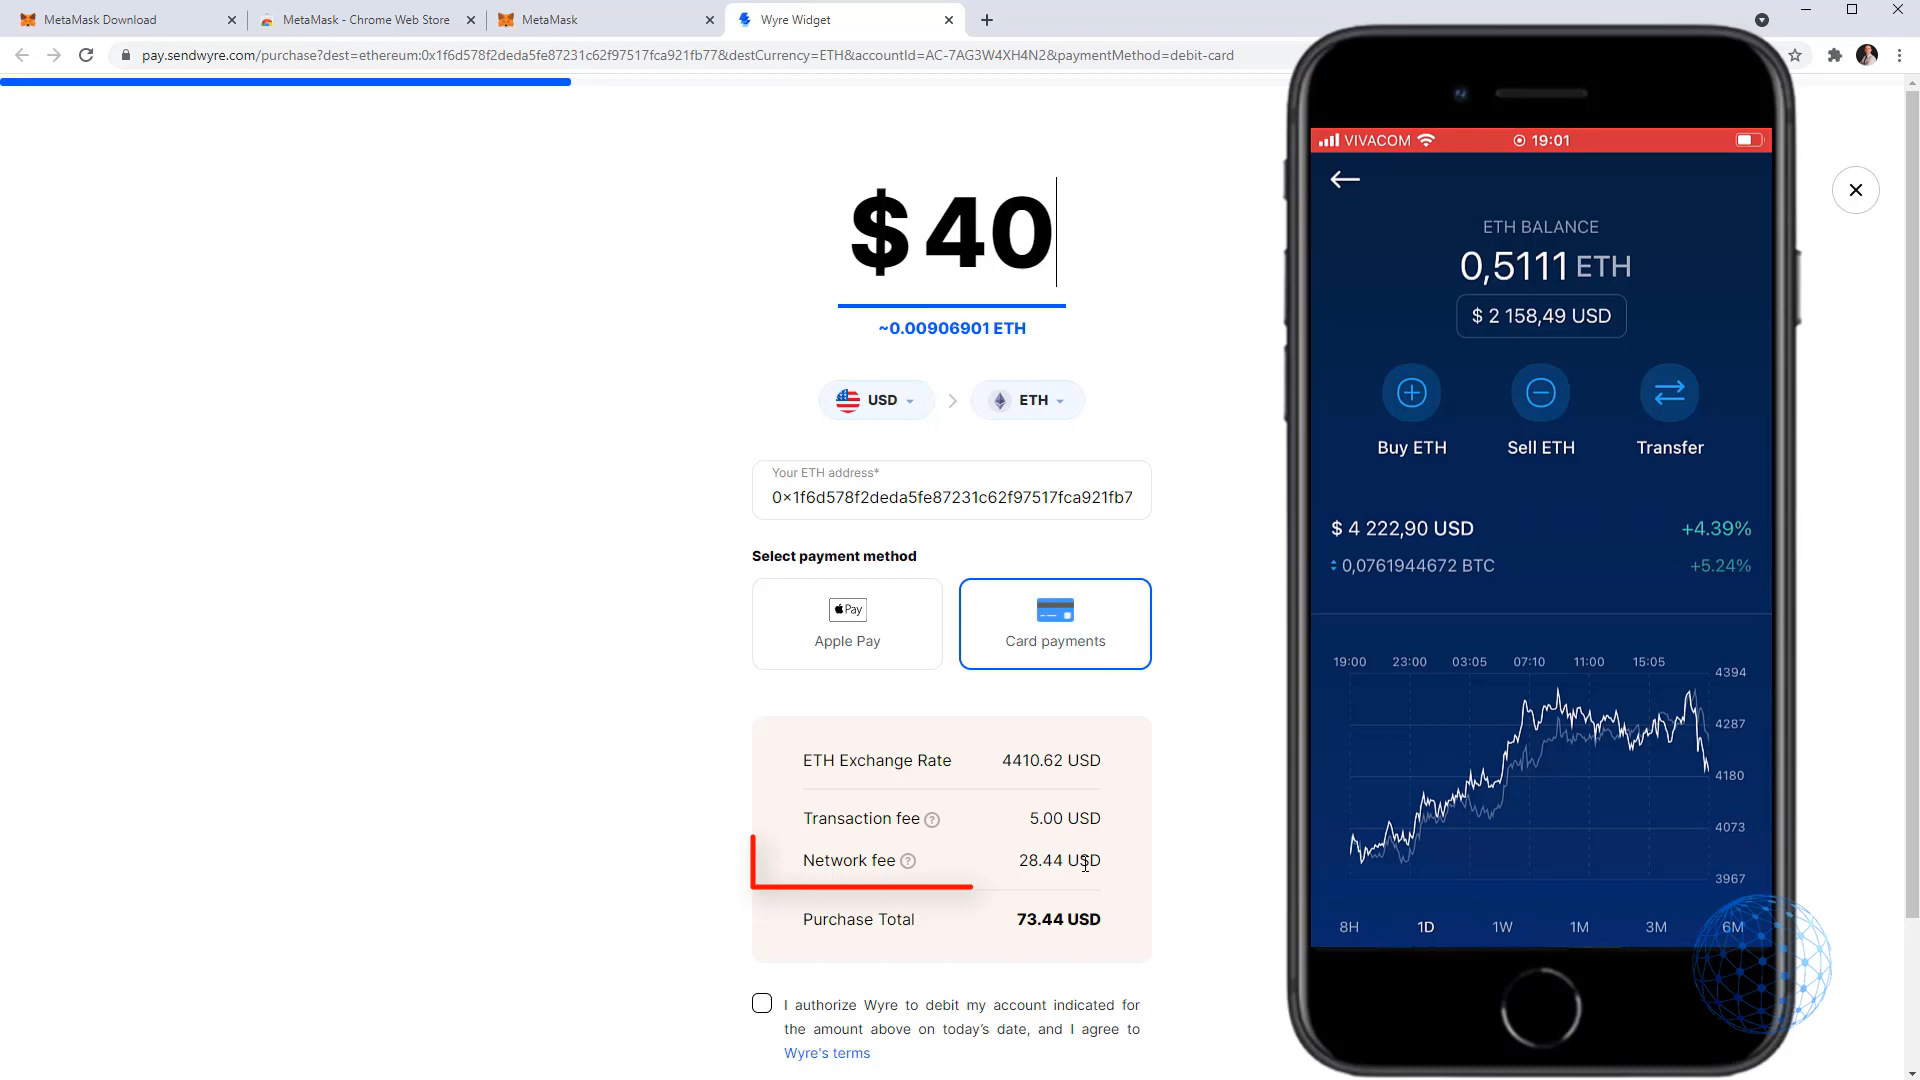 MetaMask Download
MetaMask - Chrome Web Store
MetaMask
Wyre Widget
pay.sendwyre.com/purchase?dest=ethereum:0x1f6d578f2deda5fe87231c62f97517fca921fb77&destCurrency=ETH&accountId=AC-7AG3W4XH4N2&paymentMethod=debit-card
$40
~0.00906901 ETH
USD > ETH
Your ETH address*
0x1f6d578f2deda5fe87231c62f97517fca921fb7
Select payment method
Pay
Apple Pay
Card payments
ETH Exchange Rate 4410.62 USD
Transaction fee ? 5.00 USD
Network fee ? 28.44 USD
Purchase Total 73.44 USD
I authorize Wyre to debit my account indicated for
the amount above on today's date, and I agree to
Wyre's terms
VIVACOM 19:01
ETH BALANCE
0,5111 ETH
$ 2 158,49 USD
Buy ETH Sell ETH Transfer
$ 4 222,90 USD +4.39%
0,0761944672 BTC +5.24%
19:00 23:00 03:05 07:10 11:00 15:05
4394
4287
4180
4073
3967
8H 1D 1W 1M 3M 6M